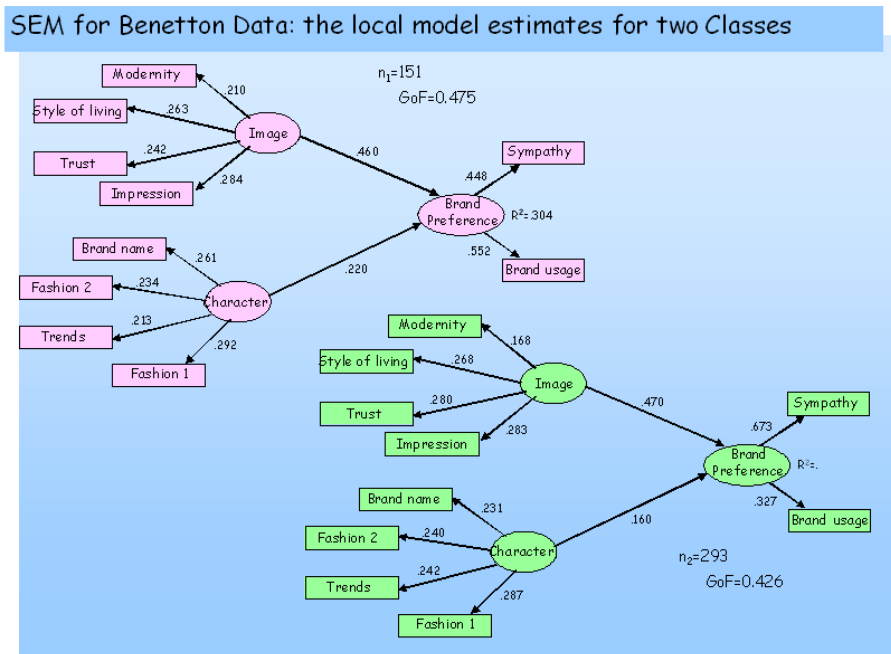 SEM for Benetton Data: the local model estimates for two Classes
Modernity
n₁=151
GoF=0.475
.210
Style of living
.263
Image
.242
Trust
.284
Impression
.460
Sympathy
.448
Brand
Preference
R²=.304
.552
Brand usage
Brand name
.261
Fashion 2
.234
Character
.220
.213
Trends
.292
Fashion 1
Modernity
.168
Style of living
.268
Image
.280
Trust
.283
Impression
.470
Sympathy
.673
Brand
Preference
R²=.
.327
Brand usage
Brand name
.231
Fashion 2
.240
Character
.160
.242
Trends
.287
Fashion 1
n₂=293
GoF=0.426